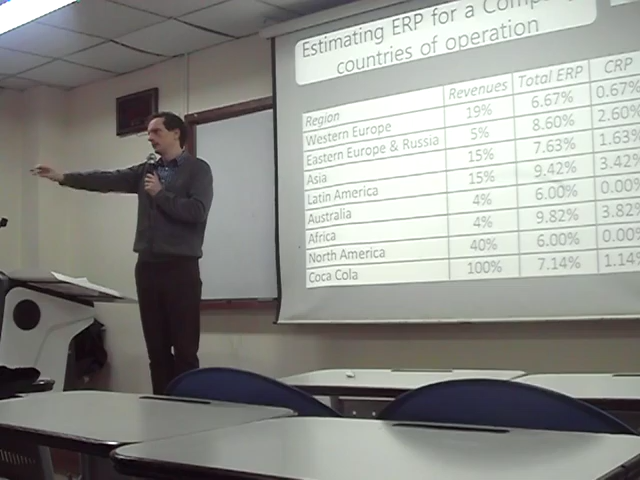 Estimating ERP for a
countries of operation
Region Revenues Total ERP CRP
Western Europe 19% 6.67% 0.67%
Eastern Europe & Russia 5% 8.60% 2.60%
Asia 15% 7.63% 1.63%
Latin America 15% 9.42% 3.42%
Australia 4% 6.00% 0.00%
Africa 4% 9.82% 3.82%
North America 40% 6.00% 0.00%
Coca Cola 100% 7.14% 1.14%